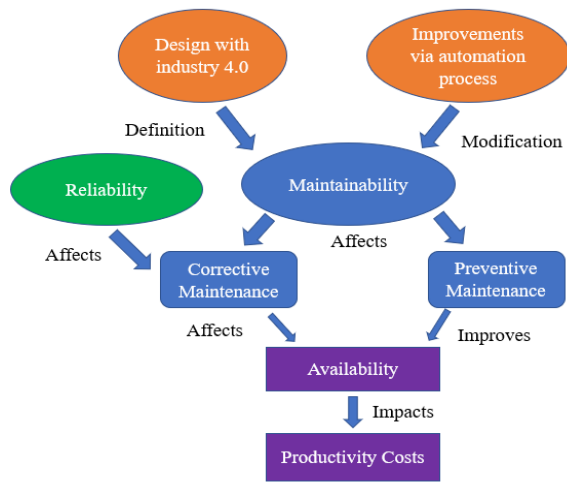 Design with
industry 4.0
Improvements
via automation
process
Definition
Modification
Reliability
Maintainability
Affects
Affects
Corrective
Maintenance
Preventive
Maintenance
Affects
Improves
Availability
Impacts
Productivity Costs